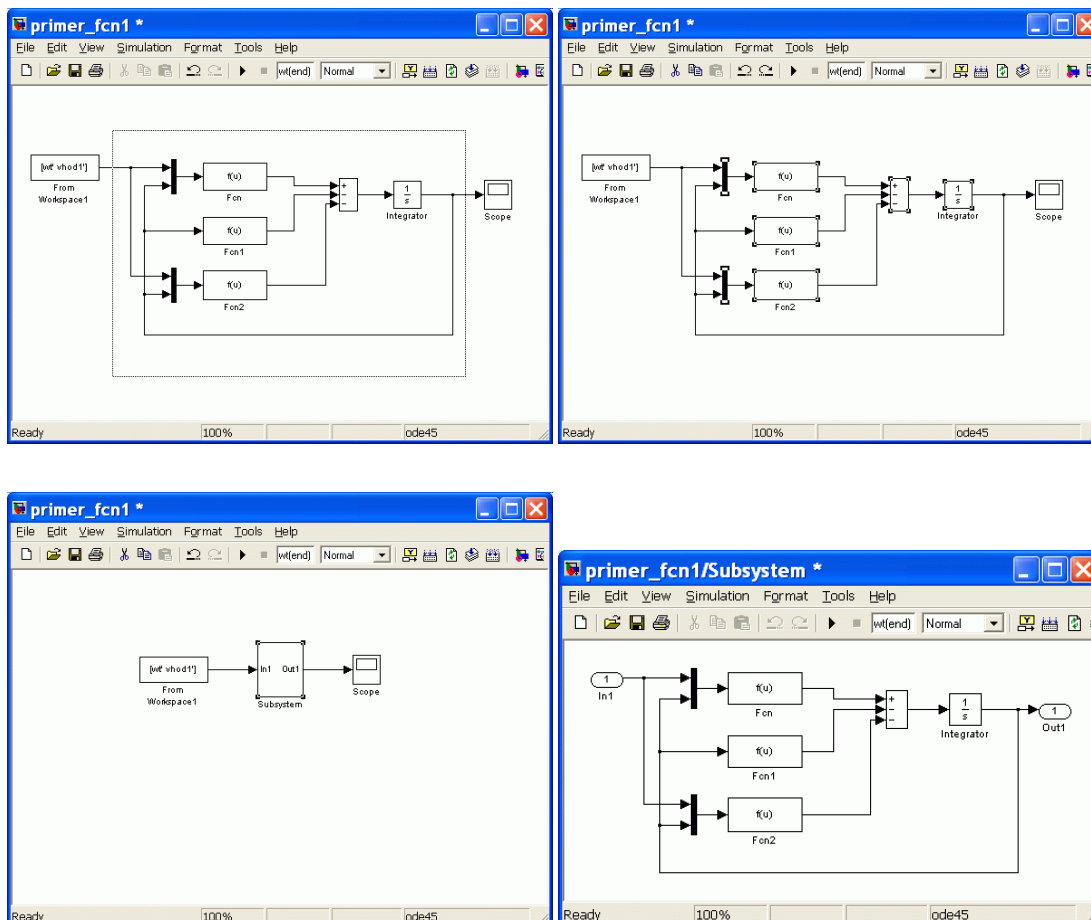 primer_fcn1 *
File Edit View Simulation Format Tools Help
wt(end) Normal
[wt' vhod1']
From
Workspace1
f(u)
Fcn
f(u)
Fcn1
f(u)
Fcn2
+
−
−
1
s
Integrator
Scope
Ready 100% ode45
primer_fcn1 *
File Edit View Simulation Format Tools Help
wt(end) Normal
[wt' vhod1']
From
Workspace1
f(u)
Fcn
f(u)
Fcn1
f(u)
Fcn2
+
−
−
1
s
Integrator
Scope
Ready 100% ode45
primer_fcn1 *
File Edit View Simulation Format Tools Help
wt(end) Normal
[wt' vhod1']
From
Workspace1
In1 Out1
Subsystem
Scope
Ready 100% ode45
primer_fcn1/Subsystem *
File Edit View Simulation Format Tools Help
wt(end) Normal
1
In1
f(u)
Fcn
f(u)
Fcn1
f(u)
Fcn2
+
−
−
1
s
Integrator
1
Out1
Ready 100% ode45